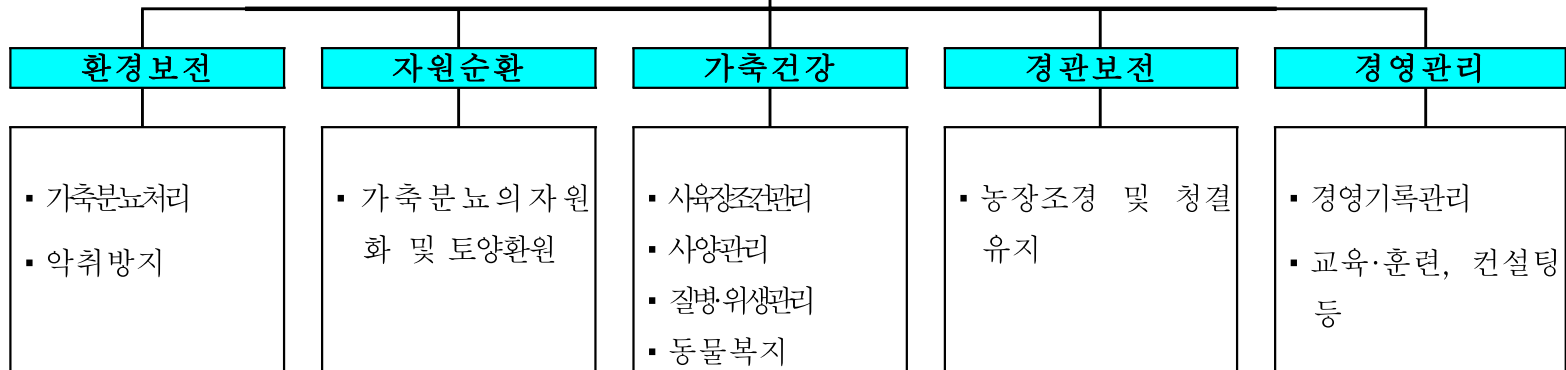 환경보전
자원순환
가축건강
경관보전
경영관리
▪ 가축분뇨처리
▪ 악취방지
▪ 가축분뇨의자원
화 및 토양환원
▪ 사육장조건관리
▪ 사양관리
▪ 질병·위생관리
▪ 동물복지
▪ 농장조경 및 청결
유지
▪ 경영기록관리
▪ 교육·훈련, 컨설팅
등